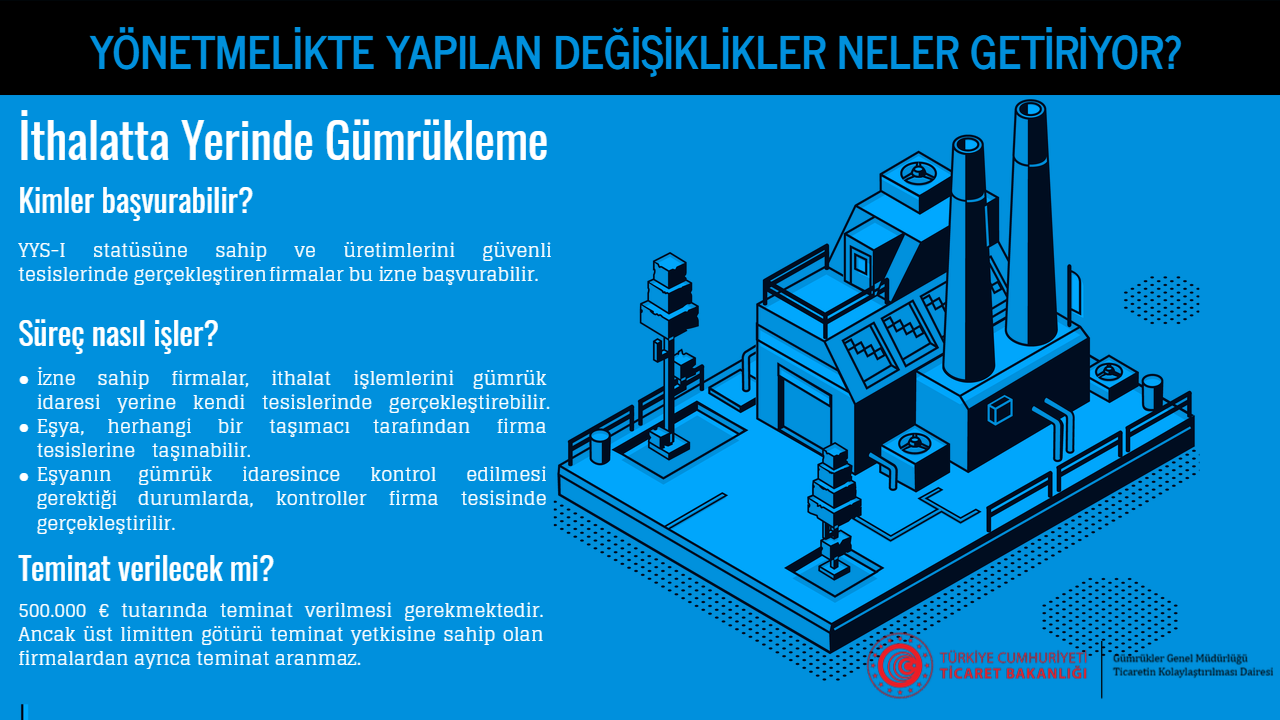 YÖNETMELİKTE YAPILAN DEĞİŞİKLİKLER NELER GETİRİYOR?
İthalatta Yerinde Gümrükleme
Kimler başvurabilir?
YYS-I statüsüne sahip ve üretimlerini güvenli
tesislerinde gerçekleştiren firmalar bu izne başvurabilir.
Süreç nasıl işler?
● İzne sahip firmalar, ithalat işlemlerini gümrük
idaresi yerine kendi tesislerinde gerçekleştirebilir.
● Eşya, herhangi bir taşımacı tarafından firma
tesislerine taşınabilir.
● Eşyanın gümrük idaresince kontrol edilmesi
gerektiği durumlarda, kontroller firma tesisinde
gerçekleştirilir.
Teminat verilecek mi?
500.000 € tutarında teminat verilmesi gerekmektedir.
Ancak üst limitten götürü teminat yetkisine sahip olan
firmalardan ayrıca teminat aranmaz.
TÜRKİYE CUMHURİYETİ
TİCARET BAKANLIĞI
Gümrükler Genel Müdürlüğü
Ticaretin Kolaylaştırılması Dairesi